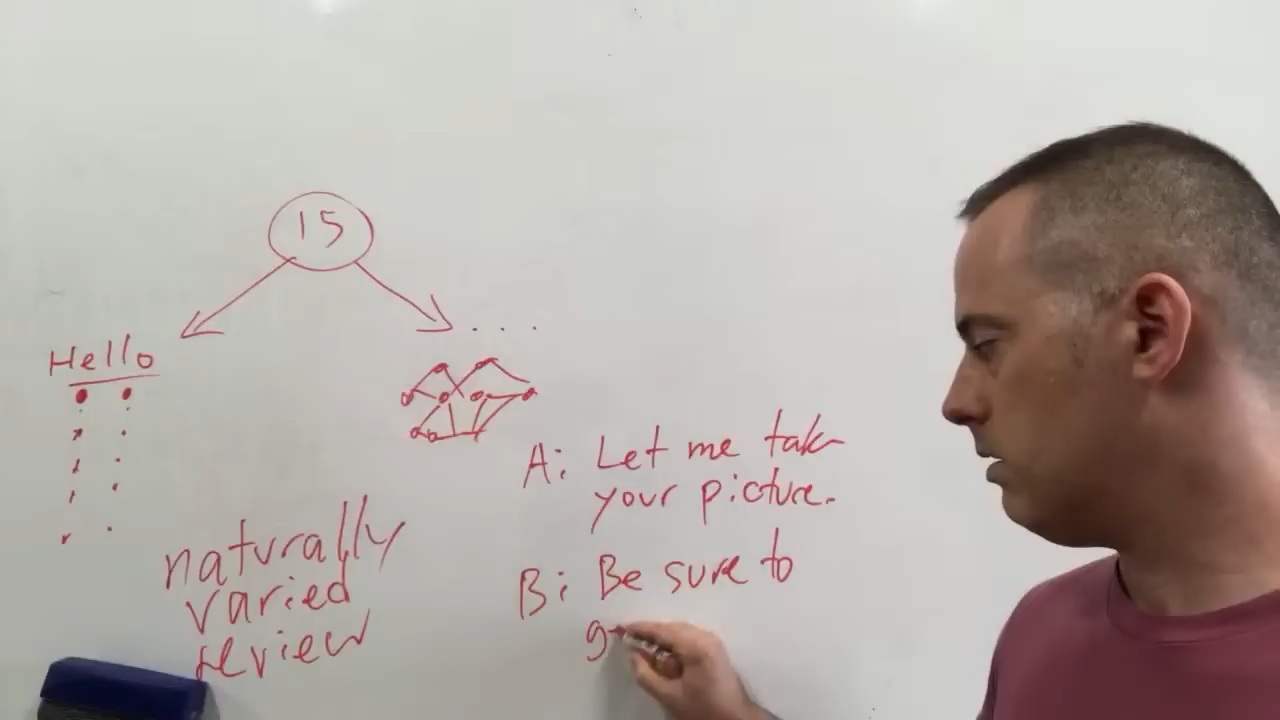 15
Hello
naturally
varied
review
A: Let me take
your picture.
B: Be sure to
g